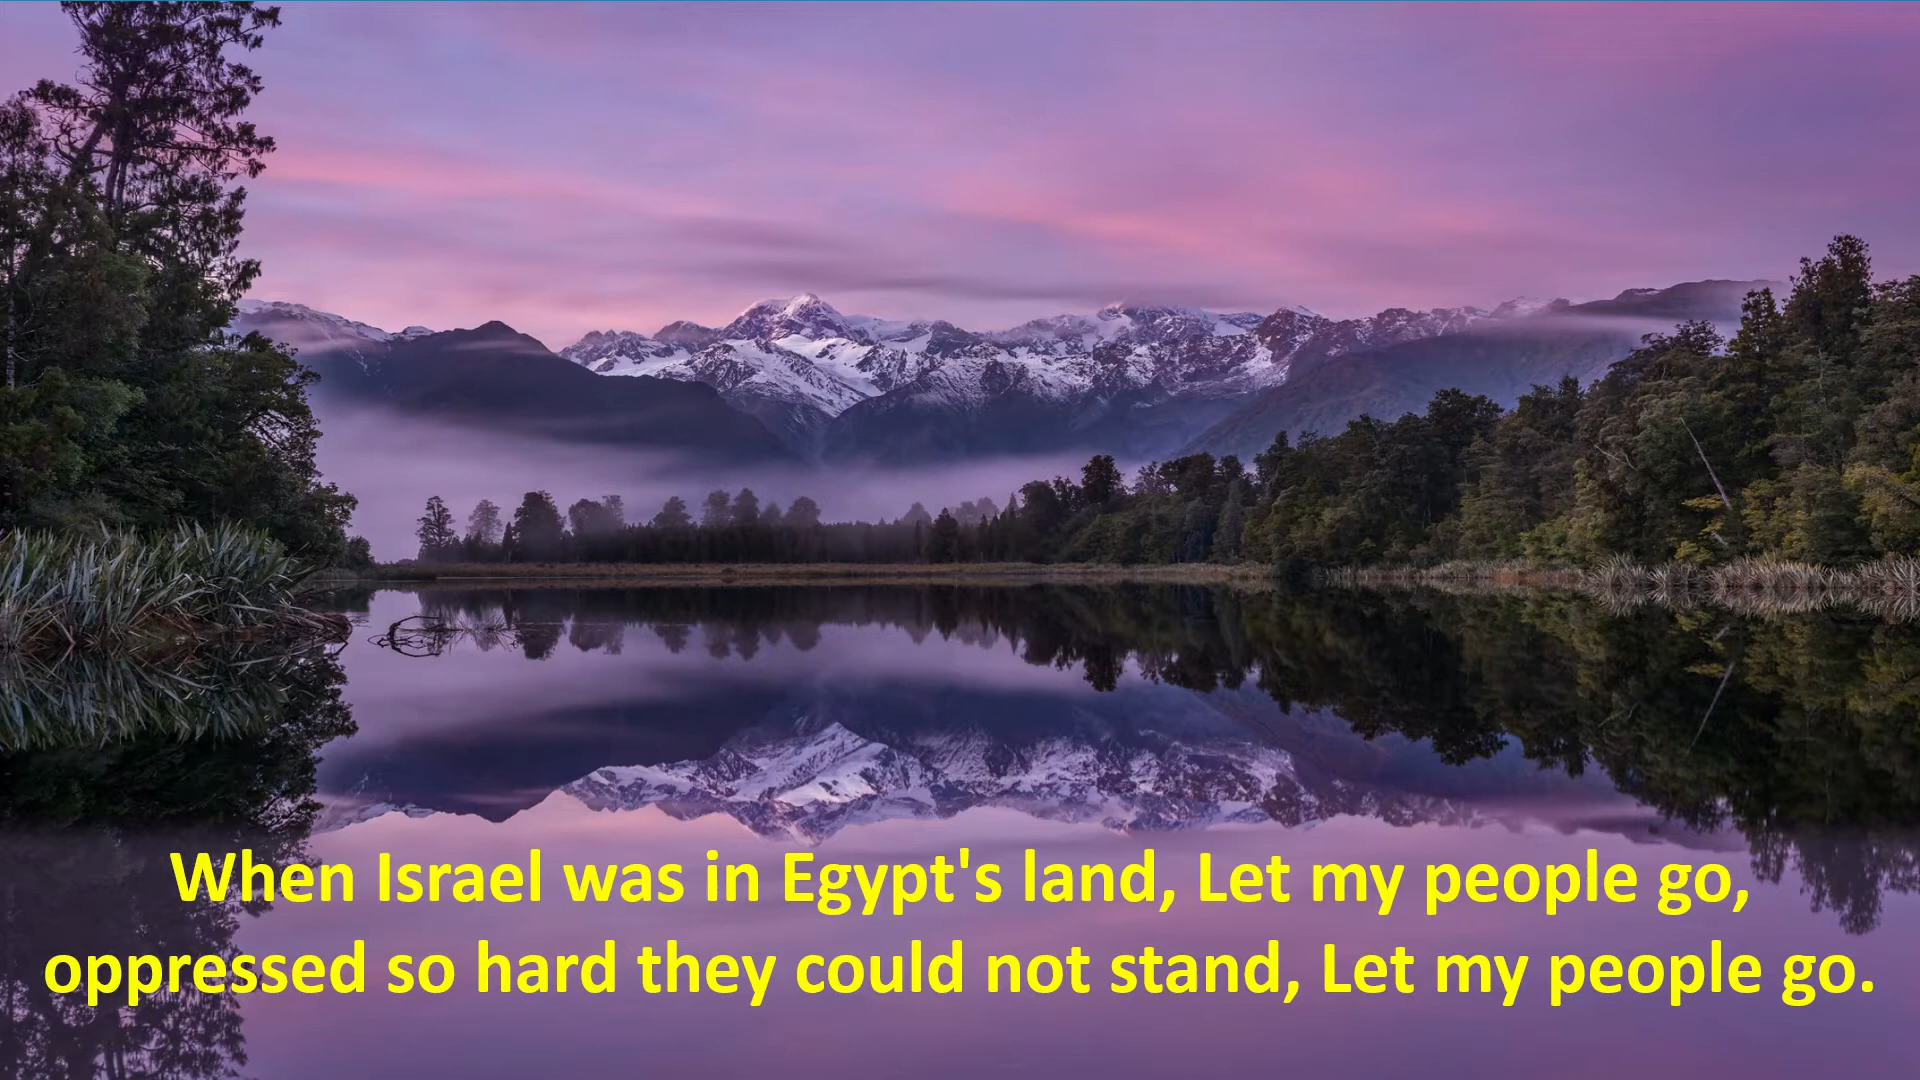 When Israel was in Egypt's land, Let my people go,
oppressed so hard they could not stand, Let my people go.